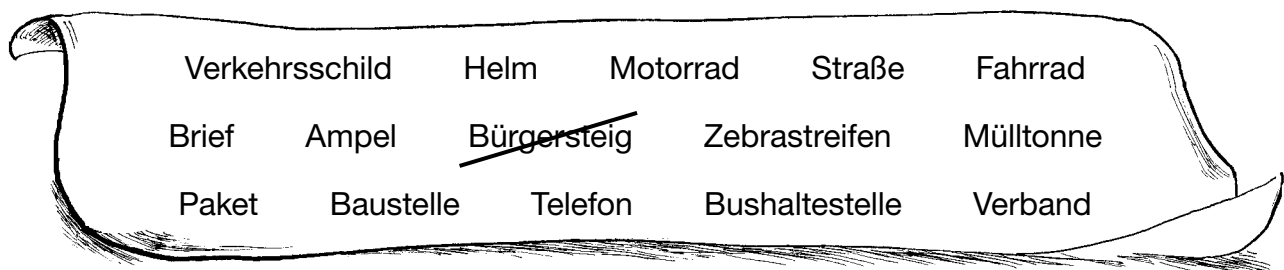 Verkehrsschild Helm Motorrad Straße Fahrrad
Brief Ampel Bürgersteig Zebrastreifen Mülltonne
Paket Baustelle Telefon Bushaltestelle Verband